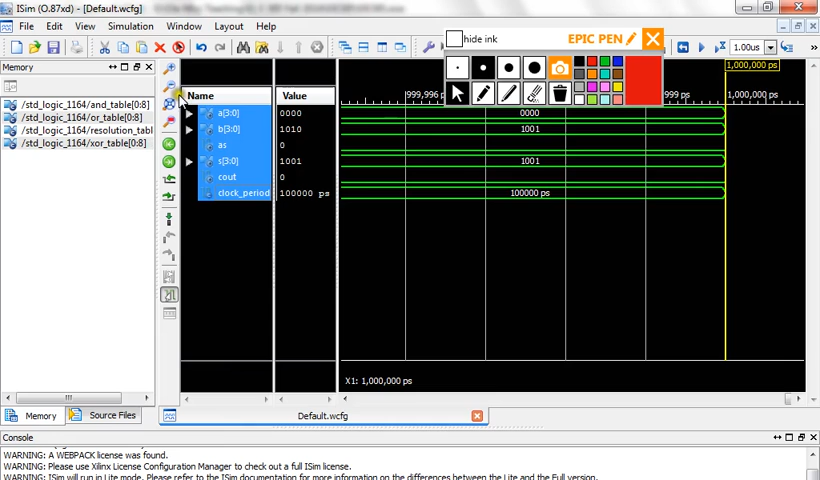 ISim (O.87xd) - [Default.wcfg]
File Edit View Simulation Window Layout Help
hide ink
EPIC PEN
1.00us
Memory
/std_logic_1164/and_table[0:8]
/std_logic_1164/or_table[0:8]
/std_logic_1164/resolution_tabl
/std_logic_1164/xor_table[0:8]
Name Value
a[3:0] 0000
b[3:0] 1010
as 0
s[3:0] 1001
cout 0
clock_period 100000 ps
1,000,000 ps
999,996 999 ps 1,000,000 ps
0000
1001
1001
100000 ps
X1: 1,000,000 ps
Memory Source Files
Default.wcfg
Console
WARNING: A WEBPACK license was found.
WARNING: Please use Xilinx License Configuration Manager to check out a full ISim license.
WARNING: ISim will run in Lite mode. Please refer to the ISim documentation for more information on the differences between the Lite and the Full version.